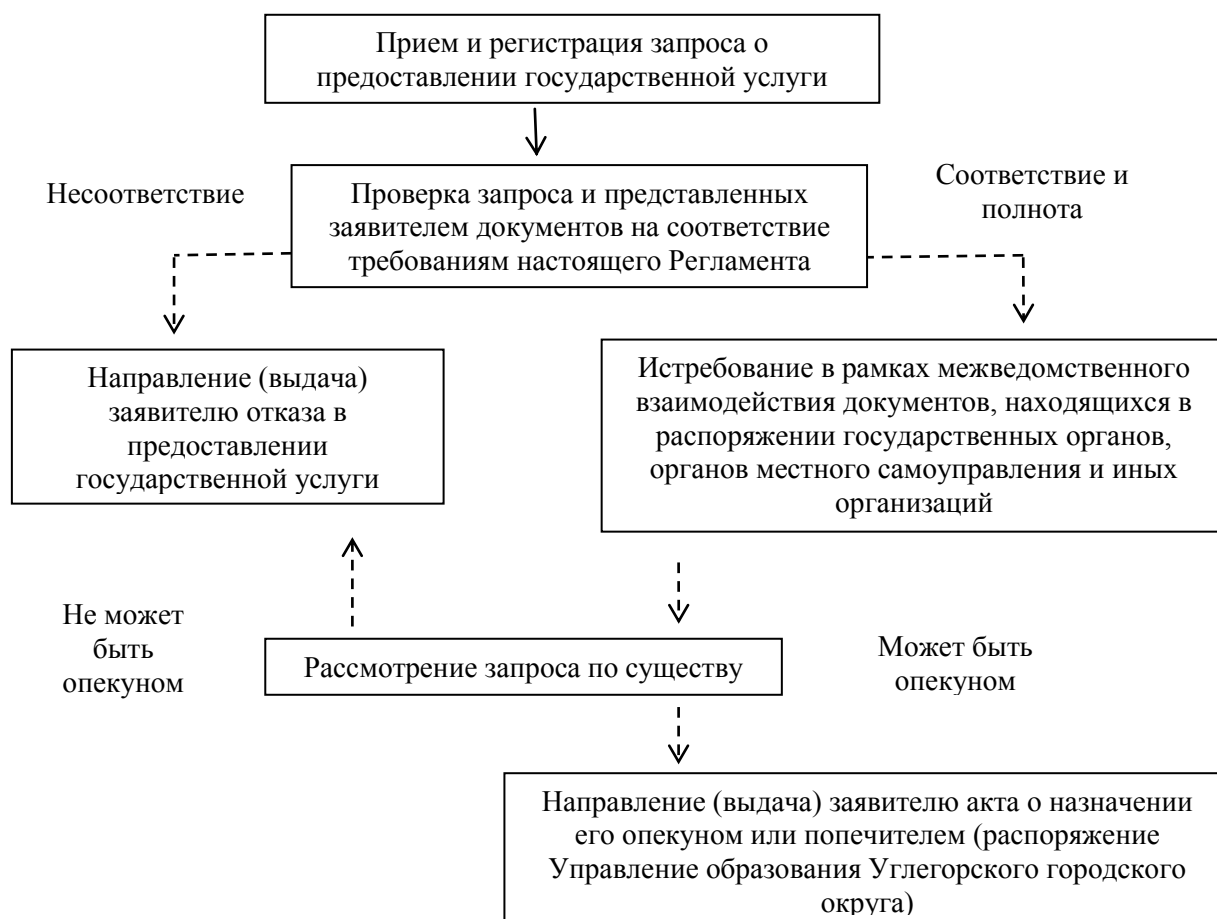 Прием и регистрация запроса о
предоставлении государственной услуги
Несоответствие
Проверка запроса и представленных
заявителем документов на соответствие
требованиям настоящего Регламента
Соответствие и
полнота
Направление (выдача)
заявителю отказа в
предоставлении
государственной услуги
Истребование в рамках межведомственного
взаимодействия документов, находящихся в
распоряжении государственных органов,
органов местного самоуправления и иных
организаций
Не может
быть
опекуном
Рассмотрение запроса по существу
Может быть
опекуном
Направление (выдача) заявителю акта о назначении
его опекуном или попечителем (распоряжение
Управление образования Углегорского городского
округа)